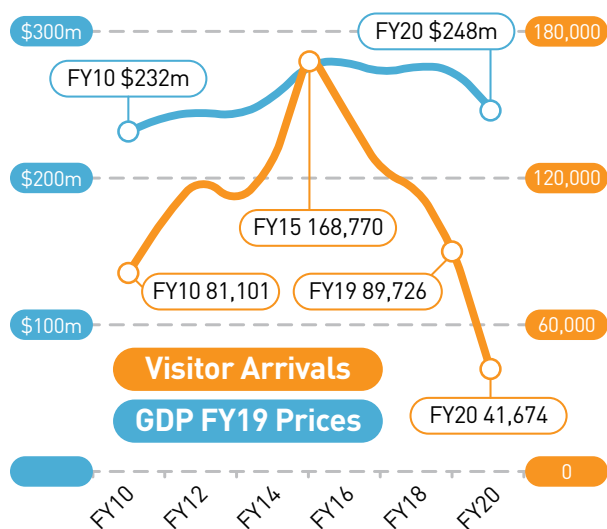 $300m
180,000
FY20 $248m
FY10 $232m
$200m
120,000
FY15 168,770
FY10 81,101
FY19 89,726
$100m
60,000
Visitor Arrivals
GDP FY19 Prices
FY20 41,674
0
FY10
FY12
FY14
FY16
FY18
FY20